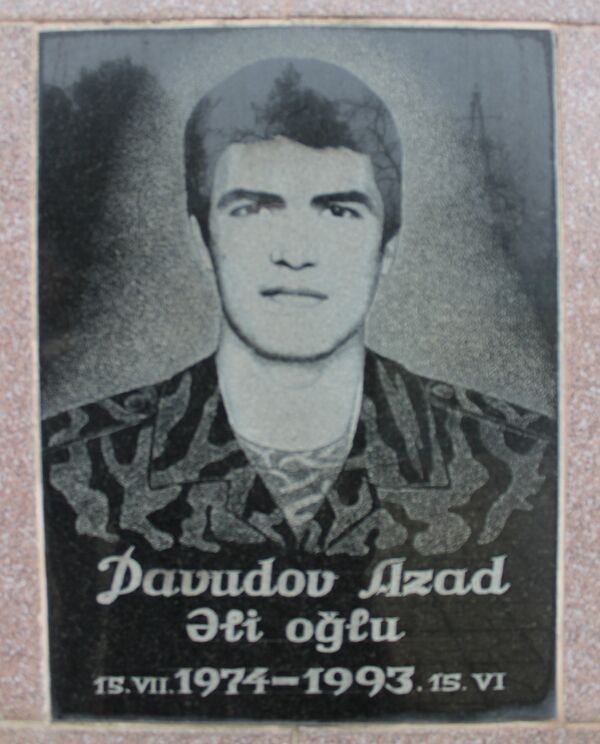 Davudov Azad
Əli oğlu
15.VII.1974–1993.15.VI